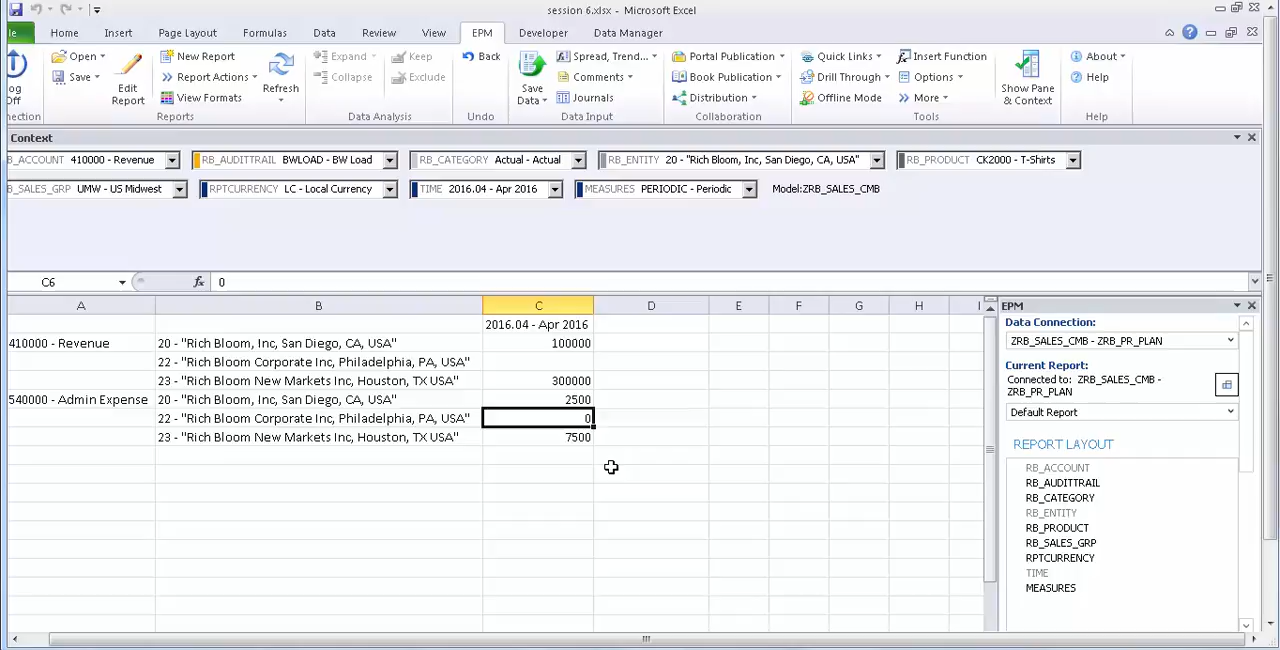 session 6.xlsx - Microsoft Excel
le Home Insert Page Layout Formulas Data Review View EPM Developer Data Manager
Open New Report Expand Keep Back Spread, Trend... Portal Publication Quick Links Insert Function About
Save Report Actions Collapse Exclude Comments Book Publication Drill Through Options Help
og Off Edit Report View Formats Refresh Save Data Journals Distribution Offline Mode More Show Pane & Context
nection Reports Data Analysis Undo Data Input Collaboration Tools Help
Context
B_ACCOUNT 410000 - Revenue RB_AUDITTRAIL BWLOAD - BW Load RB_CATEGORY Actual - Actual RB_ENTITY 20 - "Rich Bloom, Inc, San Diego, CA, USA" RB_PRODUCT CK2000 - T-Shirts
B_SALES_GRP UMW - US Midwest RPTCURRENCY LC - Local Currency TIME 2016.04 - Apr 2016 MEASURES PERIODIC - Periodic Model:ZRB_SALES_CMB
C6 fx 0
A B C D E F G H I
2016.04 - Apr 2016
410000 - Revenue 20 - "Rich Bloom, Inc, San Diego, CA, USA" 100000
22 - "Rich Bloom Corporate Inc, Philadelphia, PA, USA"
23 - "Rich Bloom New Markets Inc, Houston, TX USA" 300000
540000 - Admin Expense 20 - "Rich Bloom, Inc, San Diego, CA, USA" 2500
22 - "Rich Bloom Corporate Inc, Philadelphia, PA, USA" 0
23 - "Rich Bloom New Markets Inc, Houston, TX USA" 7500
EPM
Data Connection:
ZRB_SALES_CMB - ZRB_PR_PLAN
Current Report:
Connected to: ZRB_SALES_CMB -
ZRB_PR_PLAN
Default Report
REPORT LAYOUT
RB_ACCOUNT
RB_AUDITTRAIL
RB_CATEGORY
RB_ENTITY
RB_PRODUCT
RB_SALES_GRP
RPTCURRENCY
TIME
MEASURES